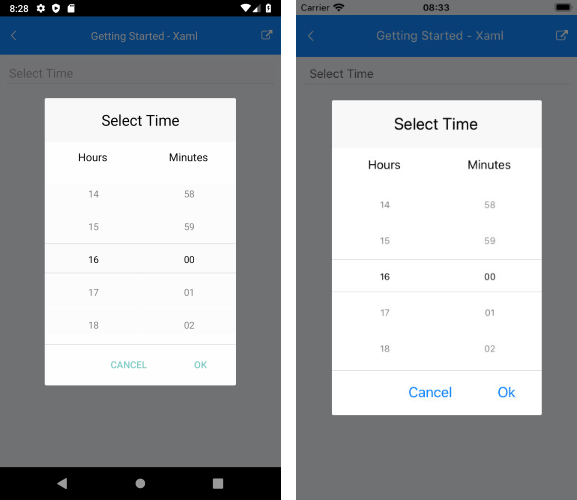 8:28
Getting Started - Xaml
Select Time
Select Time
Hours Minutes
14 58
15 59
16 00
17 01
18 02
CANCEL OK
Carrier 08:33
Getting Started - Xaml
Select Time
Select Time
Hours Minutes
14 58
15 59
16 00
17 01
18 02
Cancel Ok